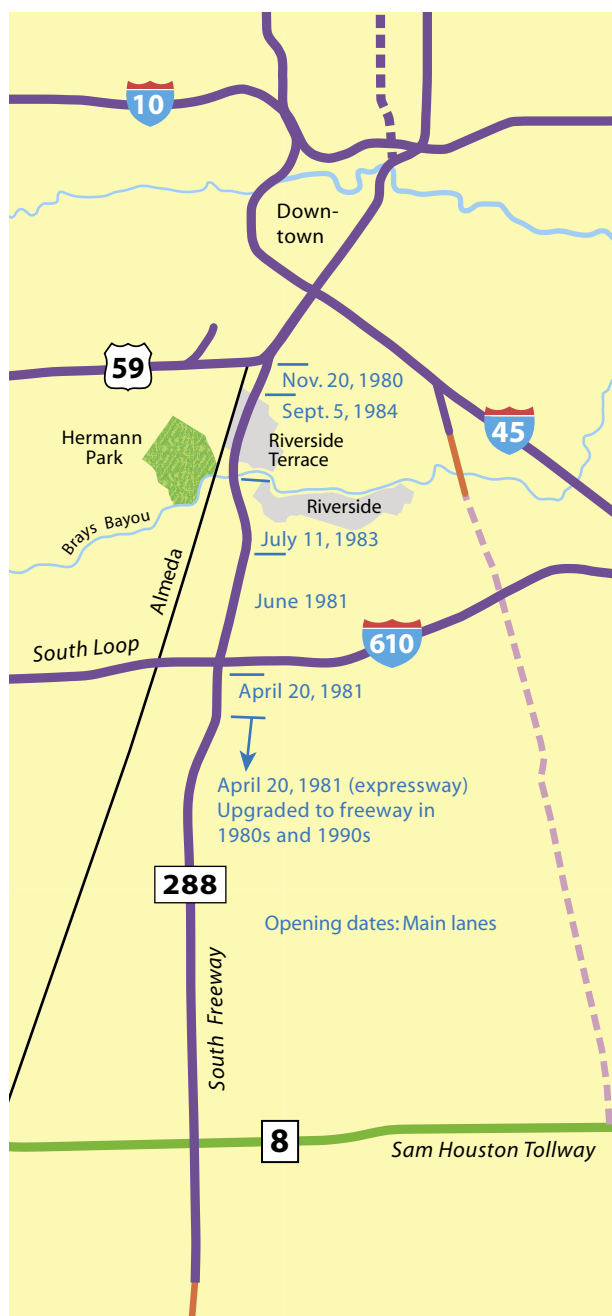 10
Down-
town
59
Nov. 20, 1980
Sept. 5, 1984
45
Hermann
Park
Riverside
Terrace
Brays Bayou
Riverside
July 11, 1983
Almeda
June 1981
South Loop
610
April 20, 1981
April 20, 1981 (expressway)
Upgraded to freeway in
1980s and 1990s
288
Opening dates: Main lanes
South Freeway
8
Sam Houston Tollway